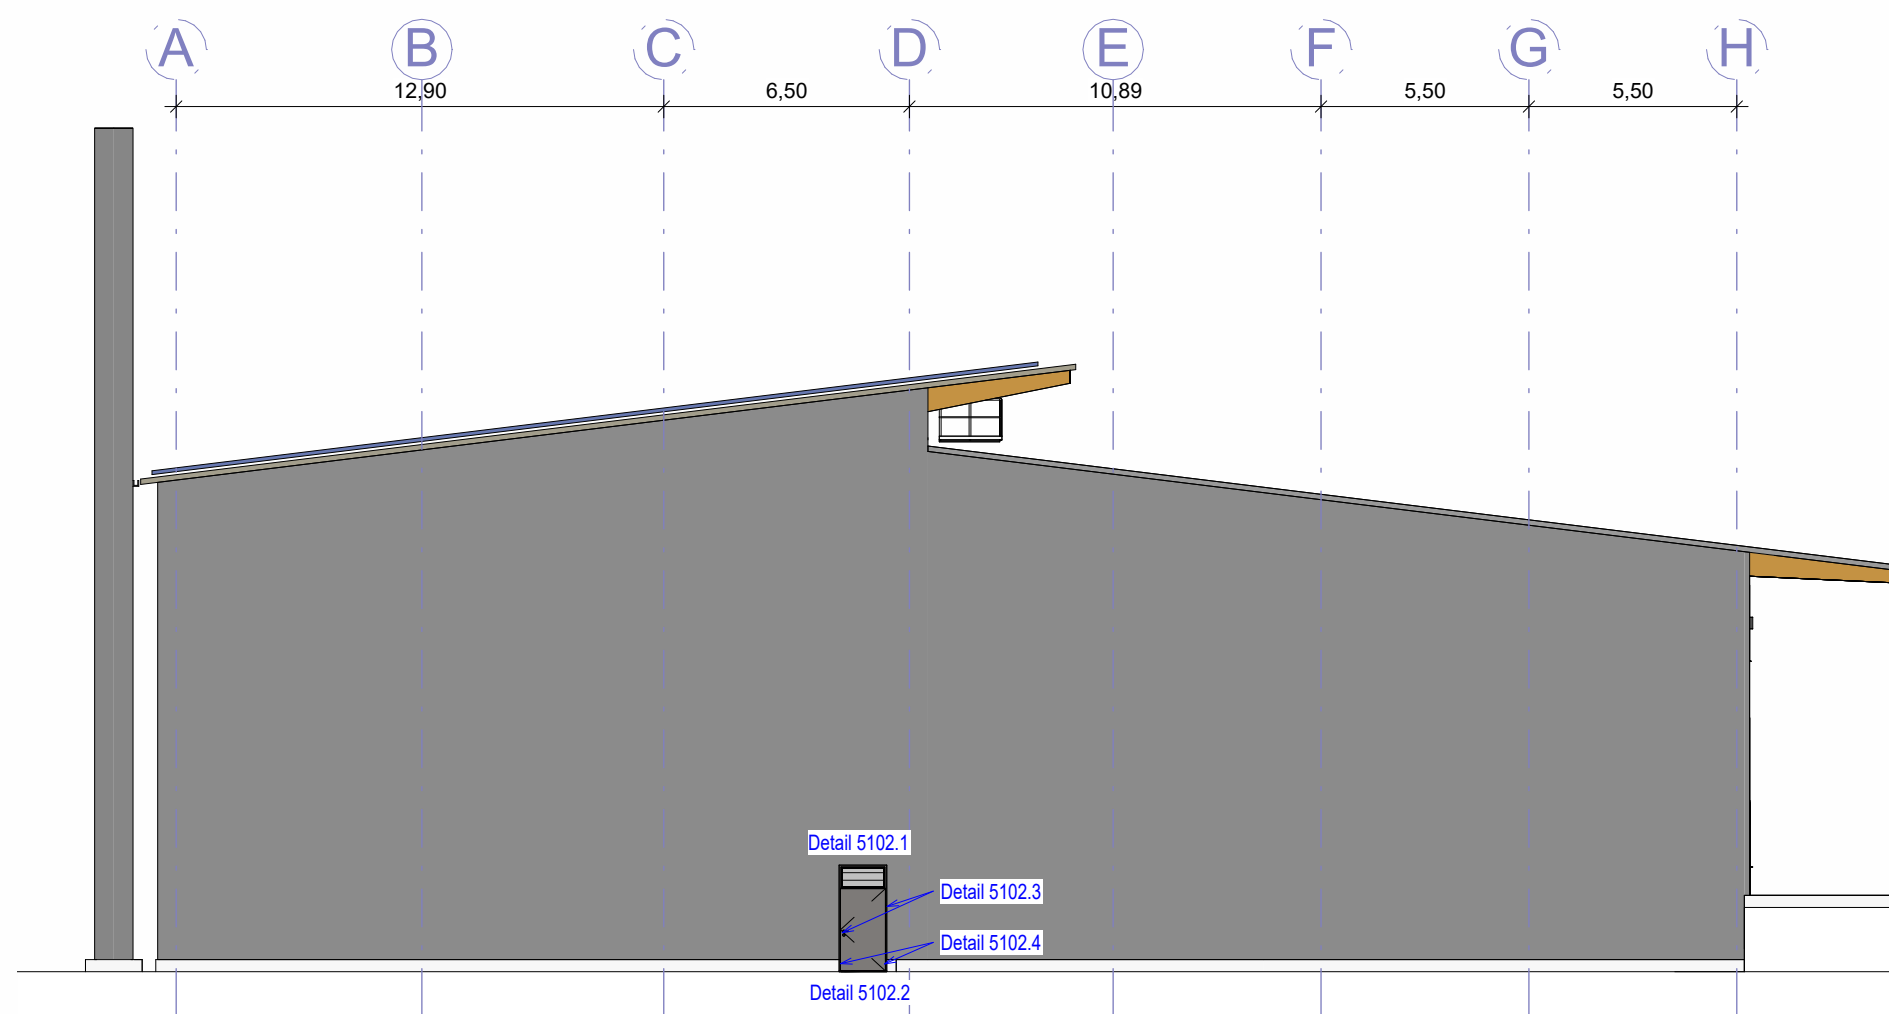 A B C D E F G H
12,90 6,50 10,89 5,50 5,50
Detail 5102.1
Detail 5102.3
Detail 5102.4
Detail 5102.2